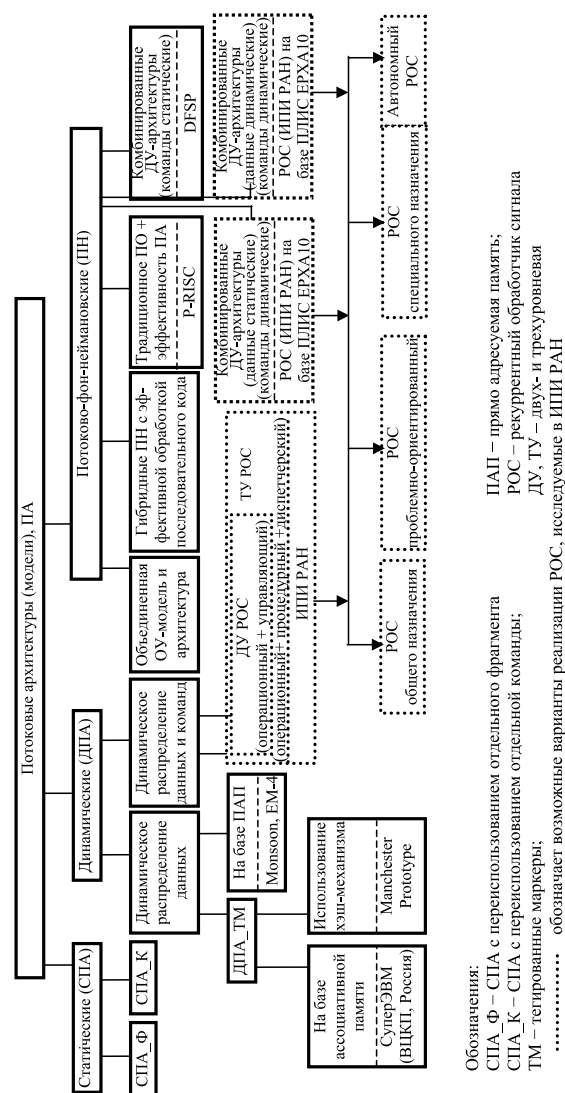 Потоковые архитектуры (модели), ПА
Статические (СПА)
Динамические (ДПА)
Потоково-фон-неймановские (ПН)
СПА_Ф
СПА_К
Динамическое
распределение
данных
Динамическое
распределение
данных и команд
Объединенная
ОУ-модель и
архитектура
Гибридные ПН с эф-
фективной обработкой
последовательного кода
Традиционное ПО +
эффективность ПА
P-RISC
Комбинированные
ДУ-архитектуры
(команды статические)
DFSP
ДПА_ТМ
На базе ПАП
Monsoon, EM-4
ДУ РОС
(операционный + управляющий)
ТУ РОС
(операционный+ процедурный +диспетчерский)
ИПИ РАН
Комбинированные
ДУ-архитектуры
(данные статические)
(команды динамические)
РОС (ИПИ РАН) на
базе ПЛИС EPXA10
Комбинированные
ДУ-архитектуры
(данные динамические)
(команды динамические)
РОС (ИПИ РАН) на
базе ПЛИС EPXA10
На базе
ассоциативной
памяти
СуперЭВМ
(ВЦКП, Россия)
Использование
хэш-механизма
Manchester
Prototype
РОС
общего назначения
РОС
проблемно-ориентированный
РОС
специального назначения
Автономный
РОС
Обозначения:
СПА_Ф – СПА с переиспользованием отдельного фрагмента
СПА_К – СПА с переиспользованием отдельной команды;
ТМ – тегированные маркеры;
ПАП – прямо адресуемая память;
РОС – рекуррентный обработчик сигнала
ДУ, ТУ – двух- и трехуровневая
обозначает возможные варианты реализации РОС, исследуемые в ИПИ РАН